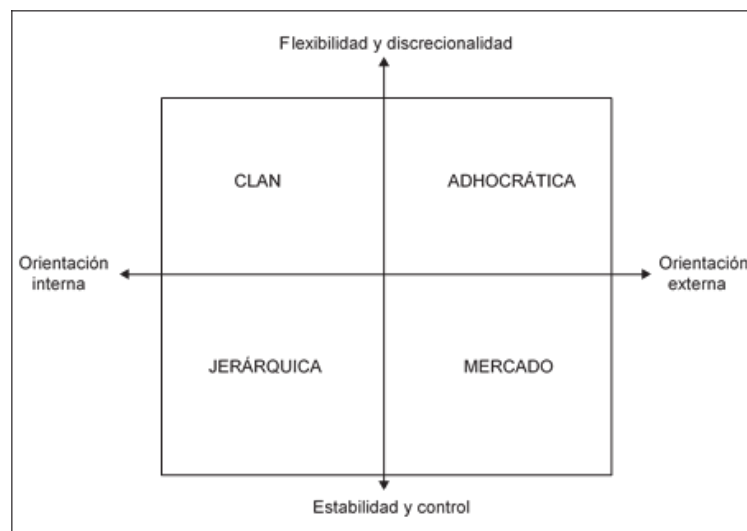 Flexibilidad y discrecionalidad
CLAN
ADHOCRÁTICA
Orientación
interna
Orientación
externa
JERÁRQUICA
MERCADO
Estabilidad y control